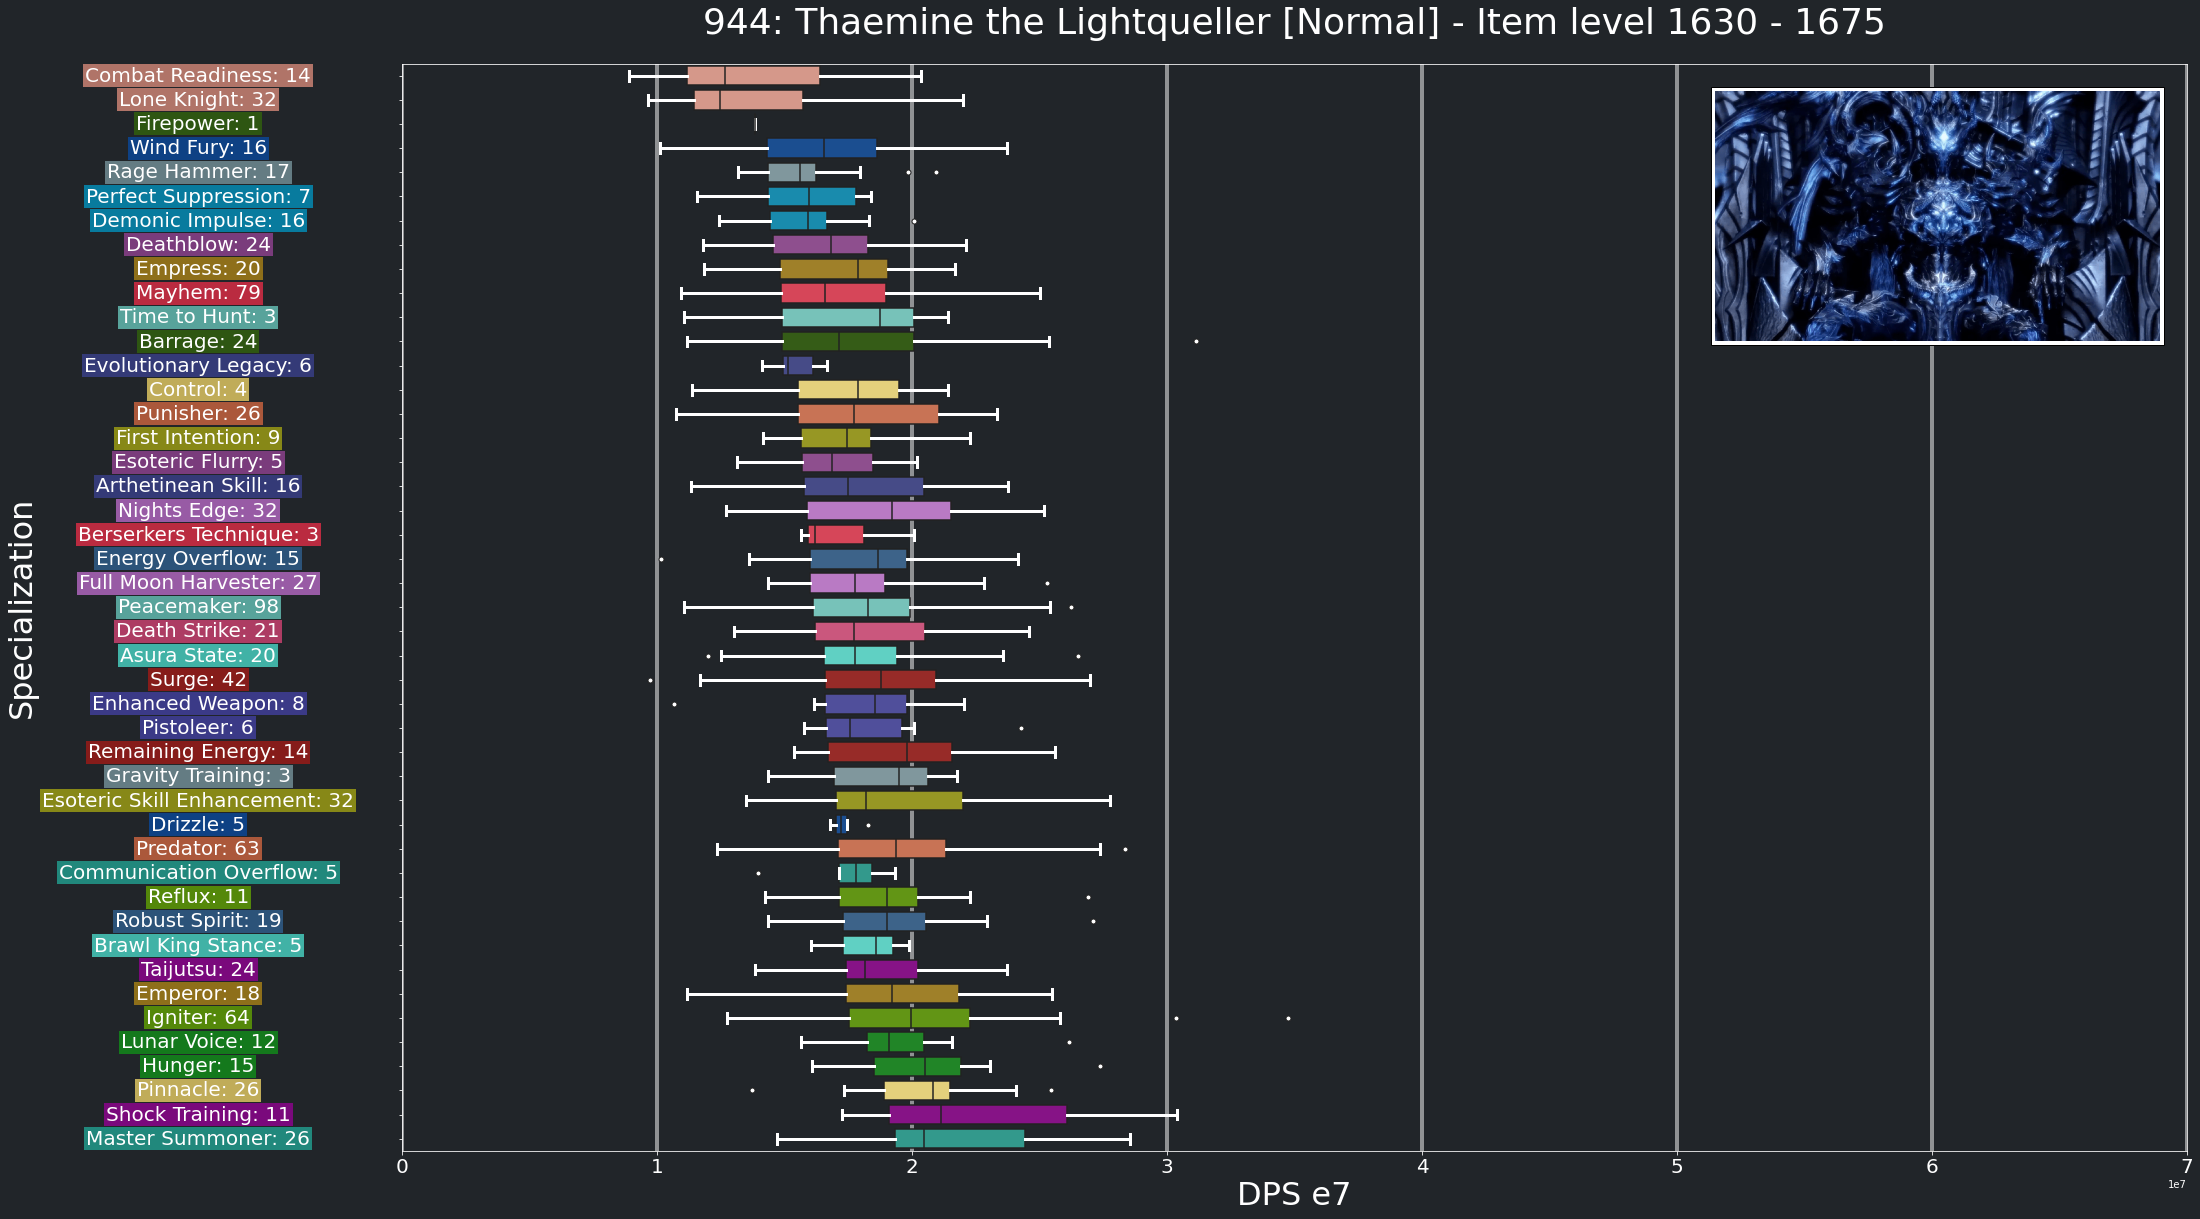 944: Thaemine the Lightqueller [Normal] - Item level 1630 - 1675
Combat Readiness: 14
Lone Knight: 32
Firepower: 1
Wind Fury: 16
Rage Hammer: 17
Perfect Suppression: 7
Demonic Impulse: 16
Deathblow: 24
Empress: 20
Mayhem: 79
Time to Hunt: 3
Barrage: 24
Evolutionary Legacy: 6
Control: 4
Punisher: 26
First Intention: 9
Esoteric Flurry: 5
Arthetinean Skill: 16
Nights Edge: 32
Berserkers Technique: 3
Energy Overflow: 15
Full Moon Harvester: 27
Peacemaker: 98
Death Strike: 21
Asura State: 20
Surge: 42
Enhanced Weapon: 8
Pistoleer: 6
Remaining Energy: 14
Gravity Training: 3
Esoteric Skill Enhancement: 32
Drizzle: 5
Predator: 63
Communication Overflow: 5
Reflux: 11
Robust Spirit: 19
Brawl King Stance: 5
Taijutsu: 24
Emperor: 18
Igniter: 64
Lunar Voice: 12
Hunger: 15
Pinnacle: 26
Shock Training: 11
Master Summoner: 26
Specialization
0 1 2 3 4 5 6 7
1e7
DPS e7